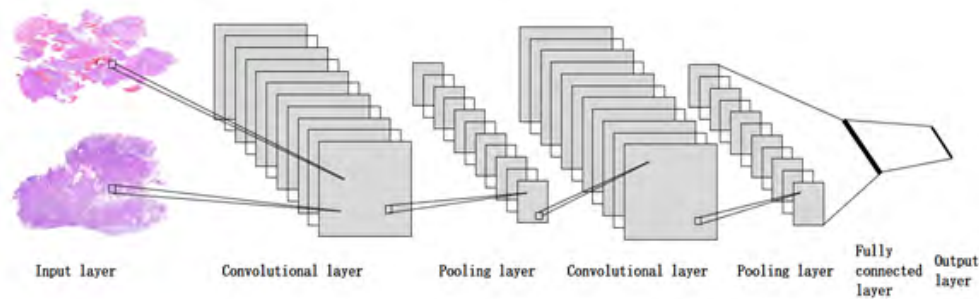 Input layer
Convolutional layer
Pooling layer
Convolutional layer
Pooling layer
Fully
connected
layer
Output
layer